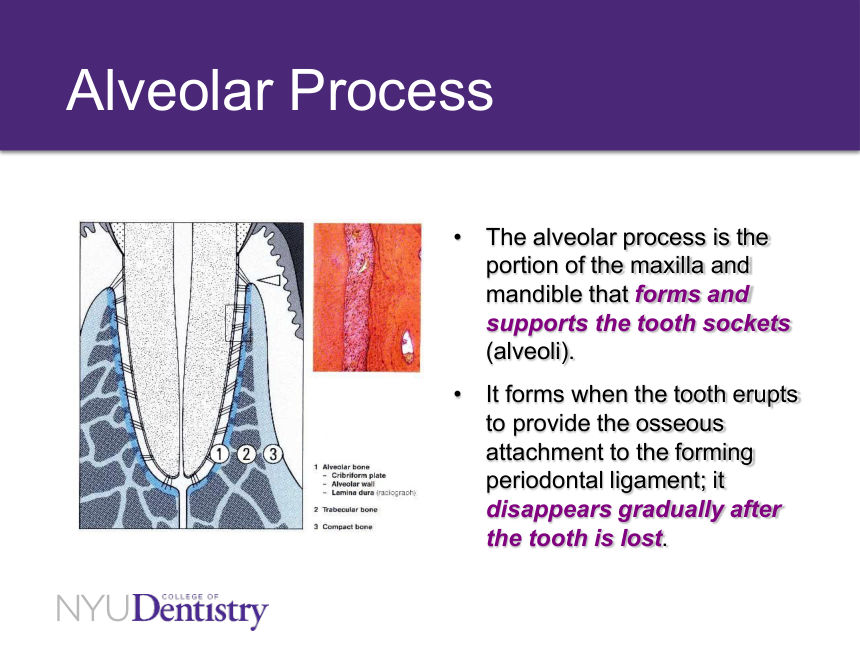 Alveolar Process
• The alveolar process is the
portion of the maxilla and
mandible that forms and
supports the tooth sockets
(alveoli).
• It forms when the tooth erupts
to provide the osseous
attachment to the forming
periodontal ligament; it
disappears gradually after
the tooth is lost.
1 2 3
1 Alveolar bone
– Cribriform plate
– Alveolar wall
– Lamina dura (radiograph)
2 Trabecular bone
3 Compact bone
NYU COLLEGE OF
Dentistry